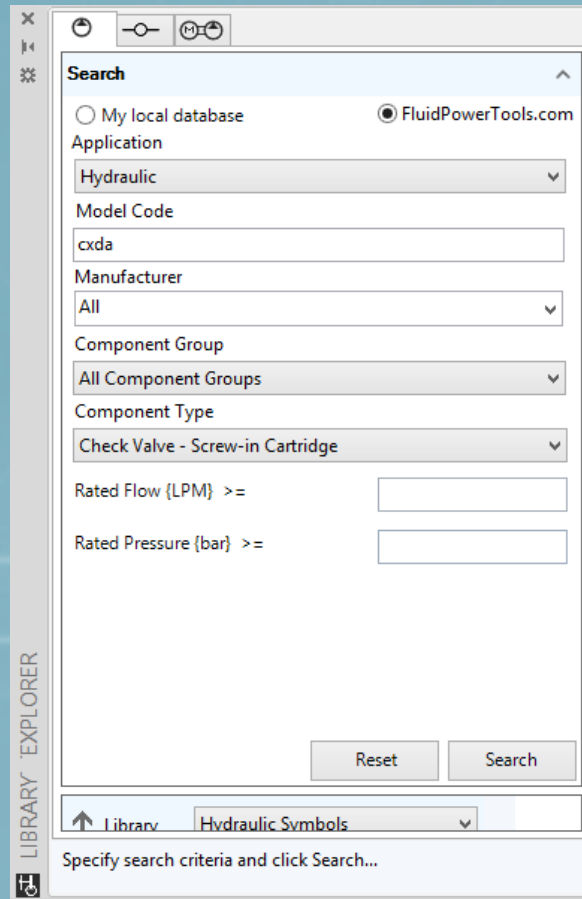 Search
My local database
FluidPowerTools.com
Application
Hydraulic
Model Code
cxda
Manufacturer
All
Component Group
All Component Groups
Component Type
Check Valve - Screw-in Cartridge
Rated Flow {LPM} >=
Rated Pressure {bar} >=
Reset
Search
Library
Hydraulic Symbols
Specify search criteria and click Search...
LIBRARY EXPLORER
M
H